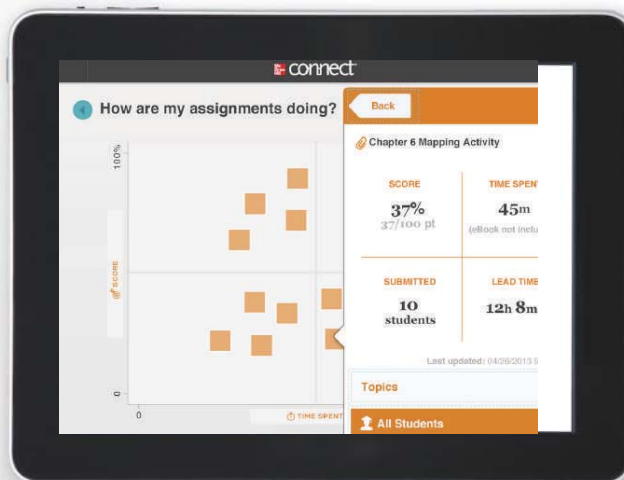 connect
How are my assignments doing?
Back
Chapter 6 Mapping Activity
SCORE
TIME SPENT
37%
45m
37/100 pt
(eBook not inclu
SUBMITTED
LEAD TIME
10
12h 8m
students
Last updated: 04/26/2013
Topics
All Students
100%
SCORE
0
0
TIME SPENT